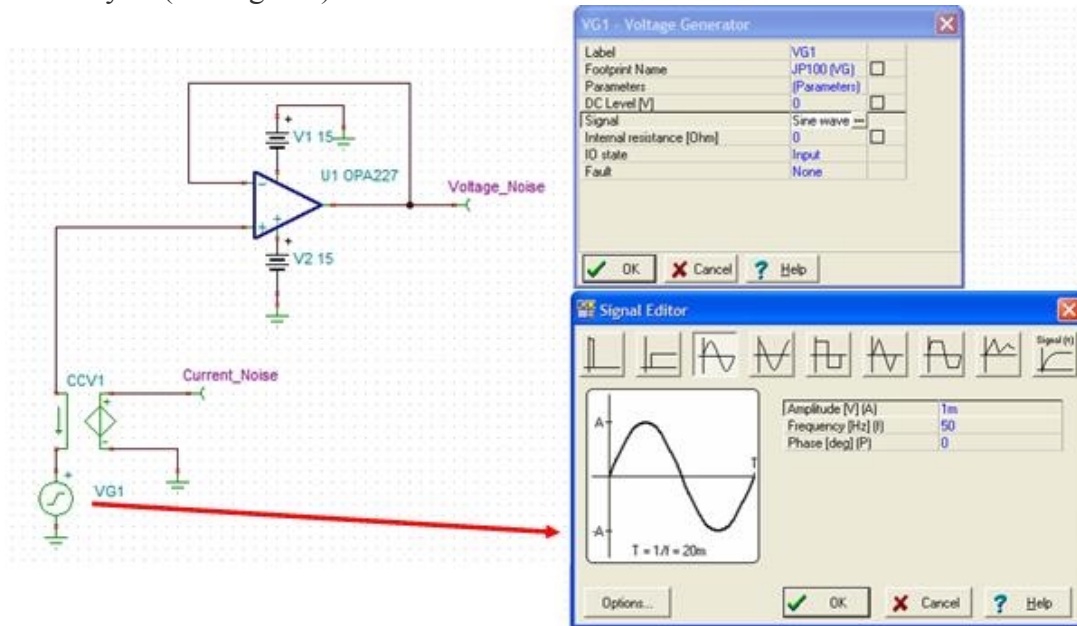 V1 15
U1 OPA227
Voltage_Noise
V2 15
CCV1
Current_Noise
VG1
VG1 - Voltage Generator
Label VG1
Footprint Name JP100 (VG)
Parameters (Parameters)
DC Level [V] 0
Signal Sine wave ...
Internal resistance [Ohm] 0
IO state Input
Fault None
OK Cancel ? Help
Signal Editor
Signal (t)
A
T
-A
T = 1/f = 20m
Amplitude [V] (A) 1m
Frequency [Hz] (f) 50
Phase [deg] (P) 0
Options... OK Cancel ? Help